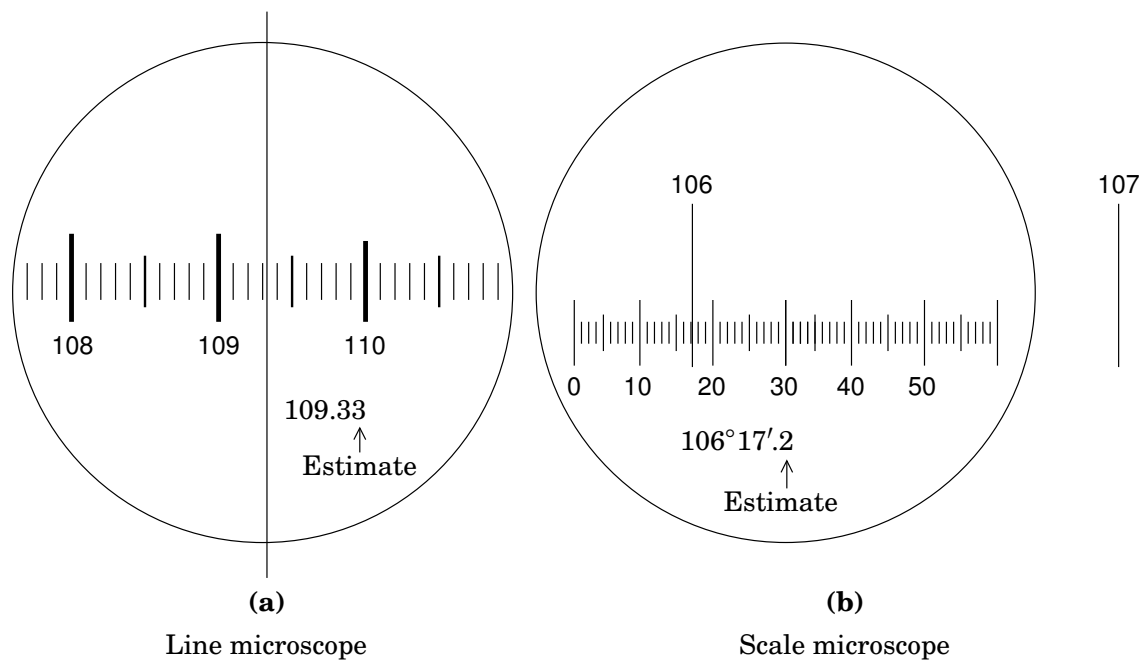 106 107
108 109 110
0 10 20 30 40 50
109.33
Estimate
106°17′.2
Estimate
(a) (b)
Line microscope Scale microscope